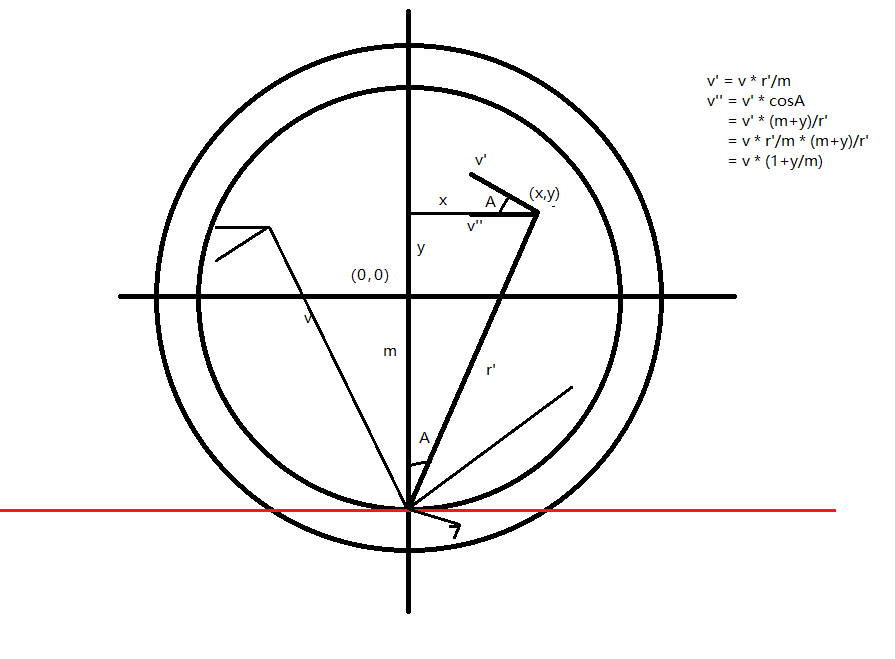 v' = v * r'/m
v'' = v' * cosA
= v' * (m+y)/r'
= v * r'/m * (m+y)/r'
= v * (1+y/m)
v'
A
(x,y)
x
v''
y
(0,0)
v
m
r'
A